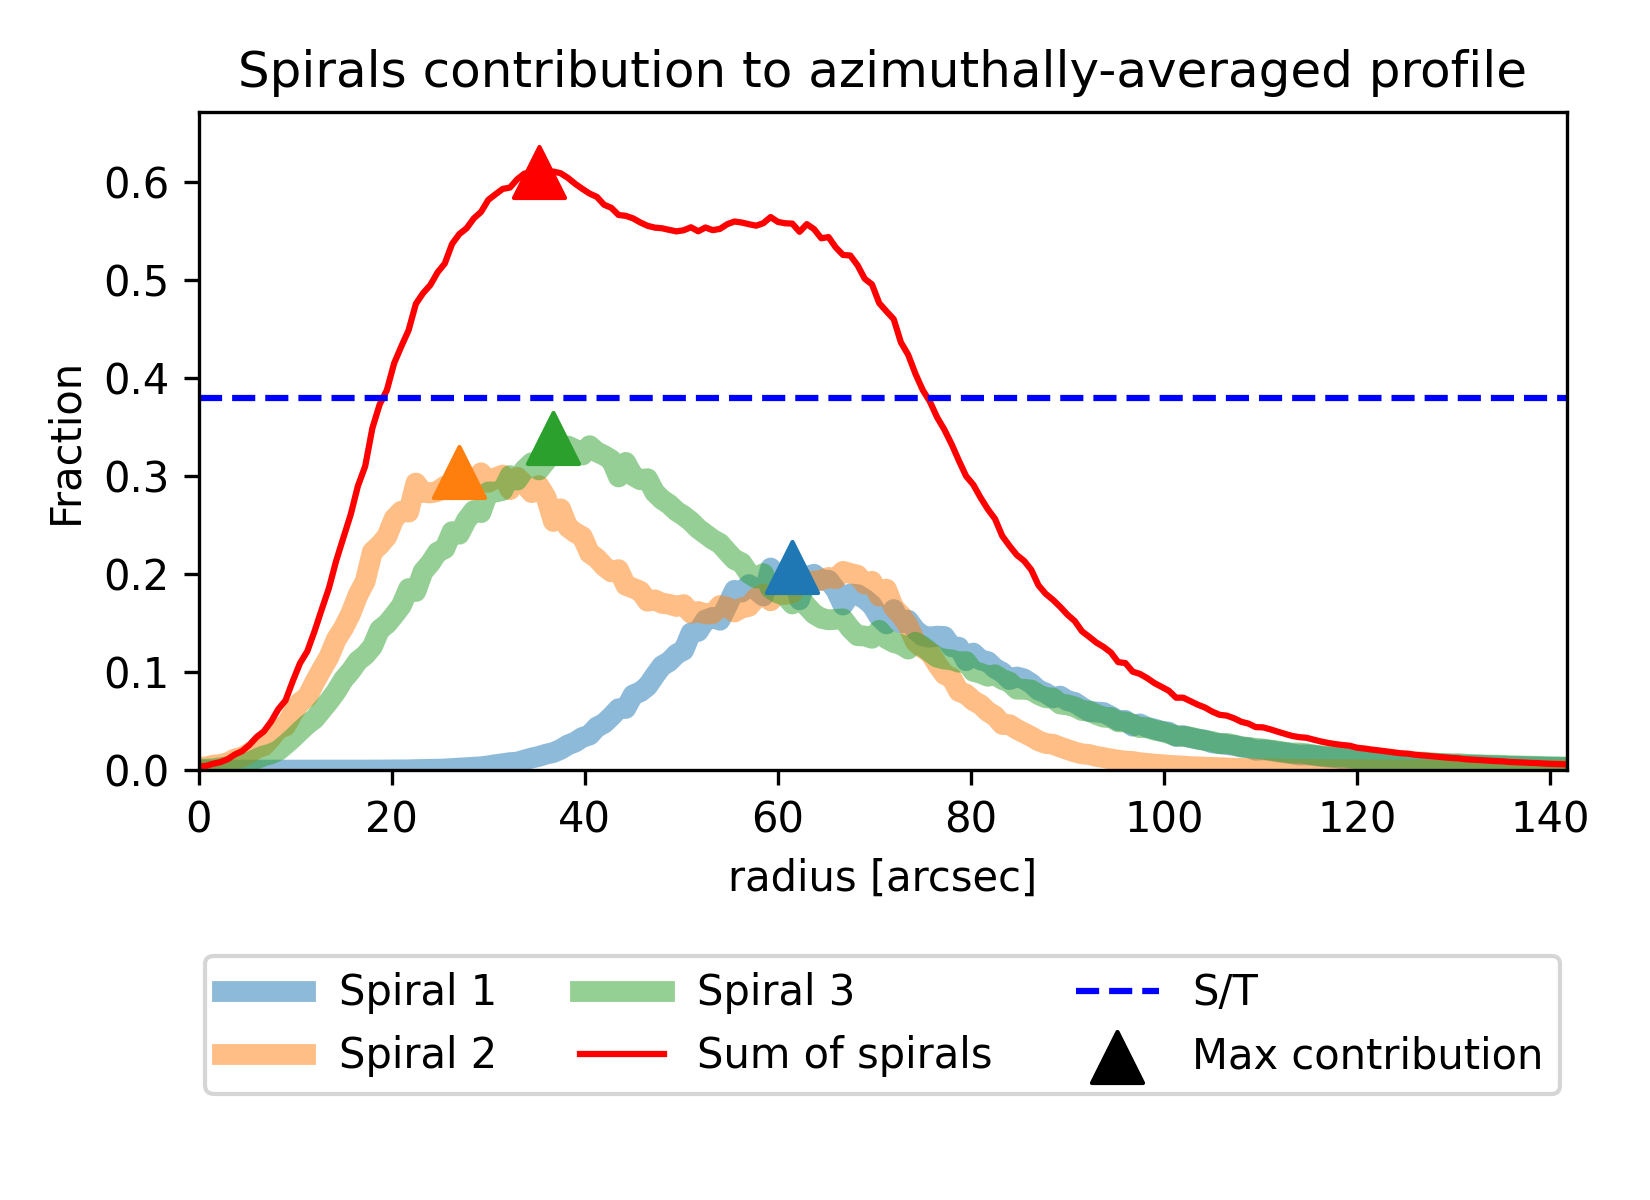 Spirals contribution to azimuthally-averaged profile
Fraction
0.6
0.5
0.4
0.3
0.2
0.1
0.0
0 20 40 60 80 100 120 140
radius [arcsec]
Spiral 1 Spiral 3 S/T
Spiral 2 Sum of spirals Max contribution